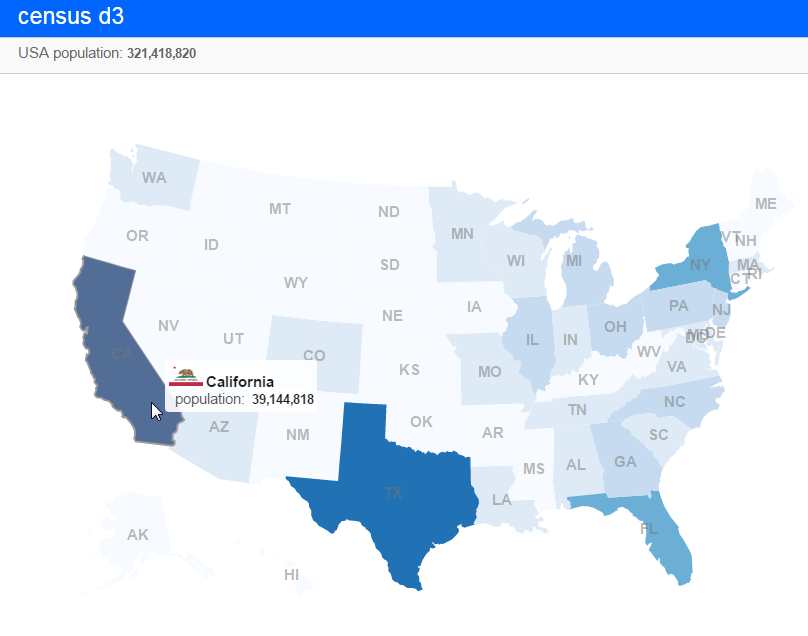 census d3
USA population: 321,418,820
WA
MT
ND
ME
OR
ID
MN
VT
NH
SD
WI
MI
NY
MA
CT
RI
WY
NE
IA
PA
NJ
NV
UT
IL
IN
OH
MD
DC
DE
CA
CO
WV
KS
MO
KY
VA
California
population: 39,144,818
AZ
NM
OK
AR
TN
NC
SC
MS
AL
GA
TX
LA
FL
AK
HI